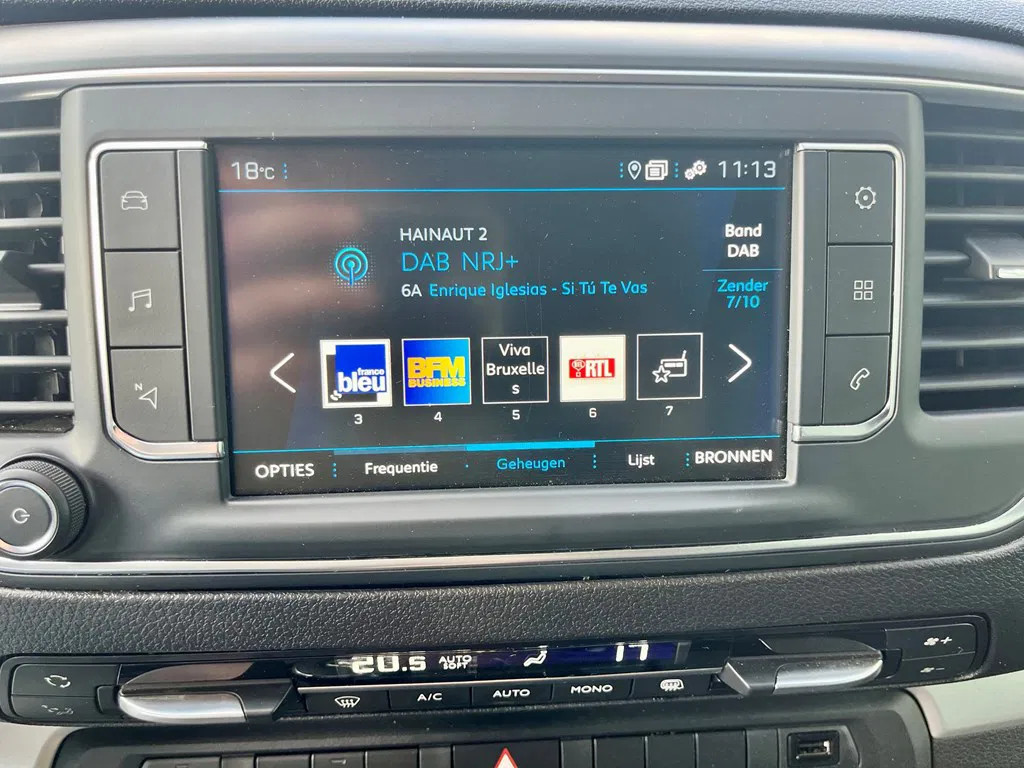 18°C 11:13
HAINAUT 2
DAB NRJ+
6A Enrique Iglesias - Si Tú Te Vas
Band
DAB
Zender
7/10
france
bleu
BFM
BUSINESS
Viva
Bruxelle
s
RTL
3 4 5 6 7
OPTIES Frequentie Geheugen Lijst BRONNEN
N
20.5 AUTO
SOFT
17
A/C AUTO MONO